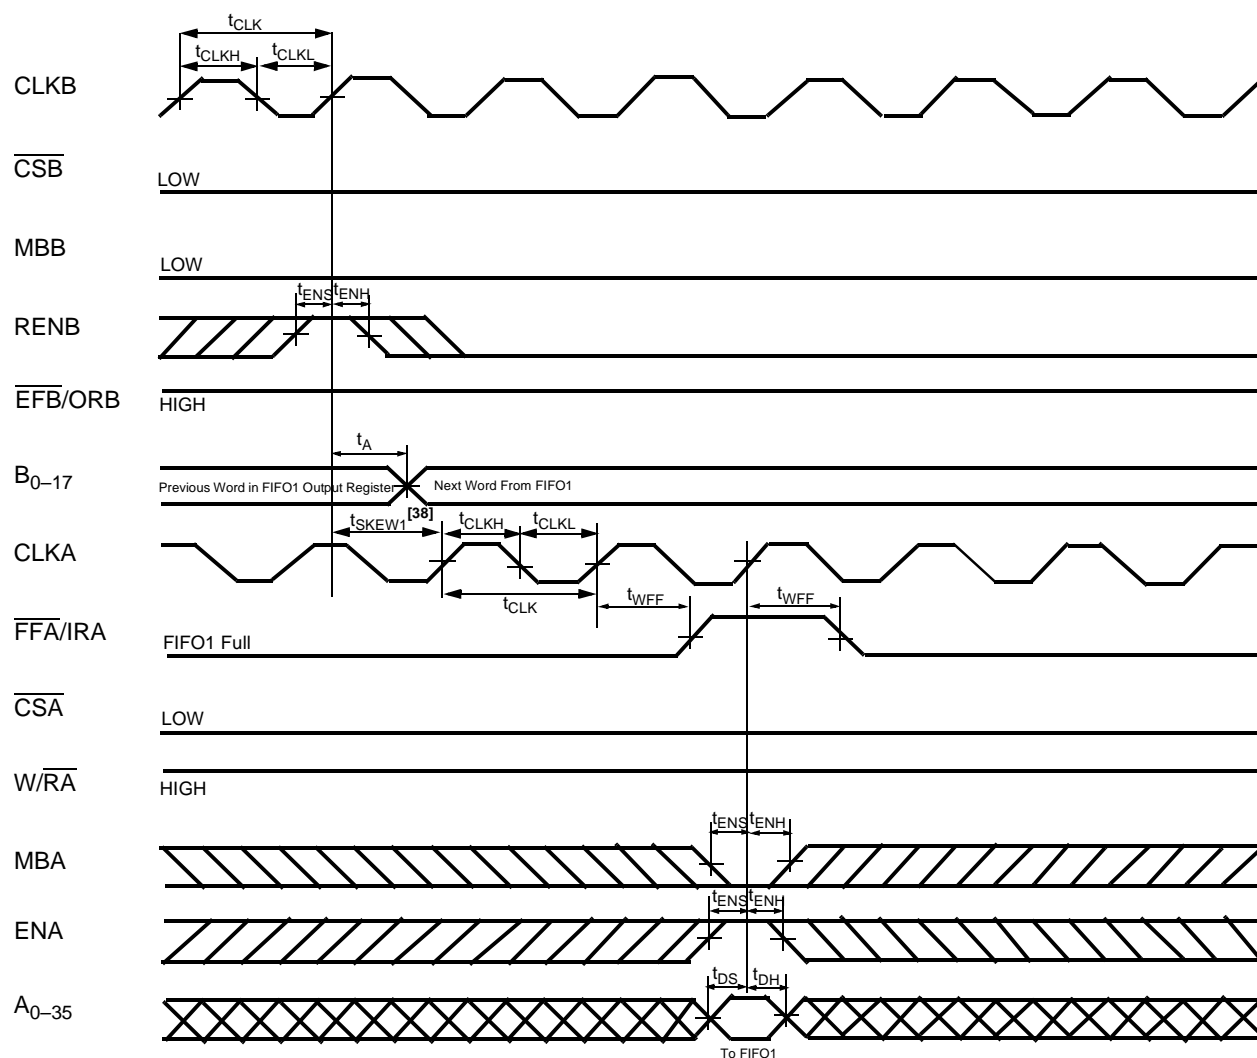 tCLK
tCLKH tCLKL
CLKB
CSB
LOW
MBB
LOW
tENS tENH
RENB
EFB/ORB
HIGH
tA
B0–17
Previous Word in FIFO1 Output Register Next Word From FIFO1
tSKEW1 [38] tCLKH tCLKL
CLKA
tCLK tWFF tWFF
FFA/IRA
FIFO1 Full
CSA
LOW
W/RA
HIGH
tENS tENH
MBA
tENS tENH
ENA
tDS tDH
A0–35
To FIFO1